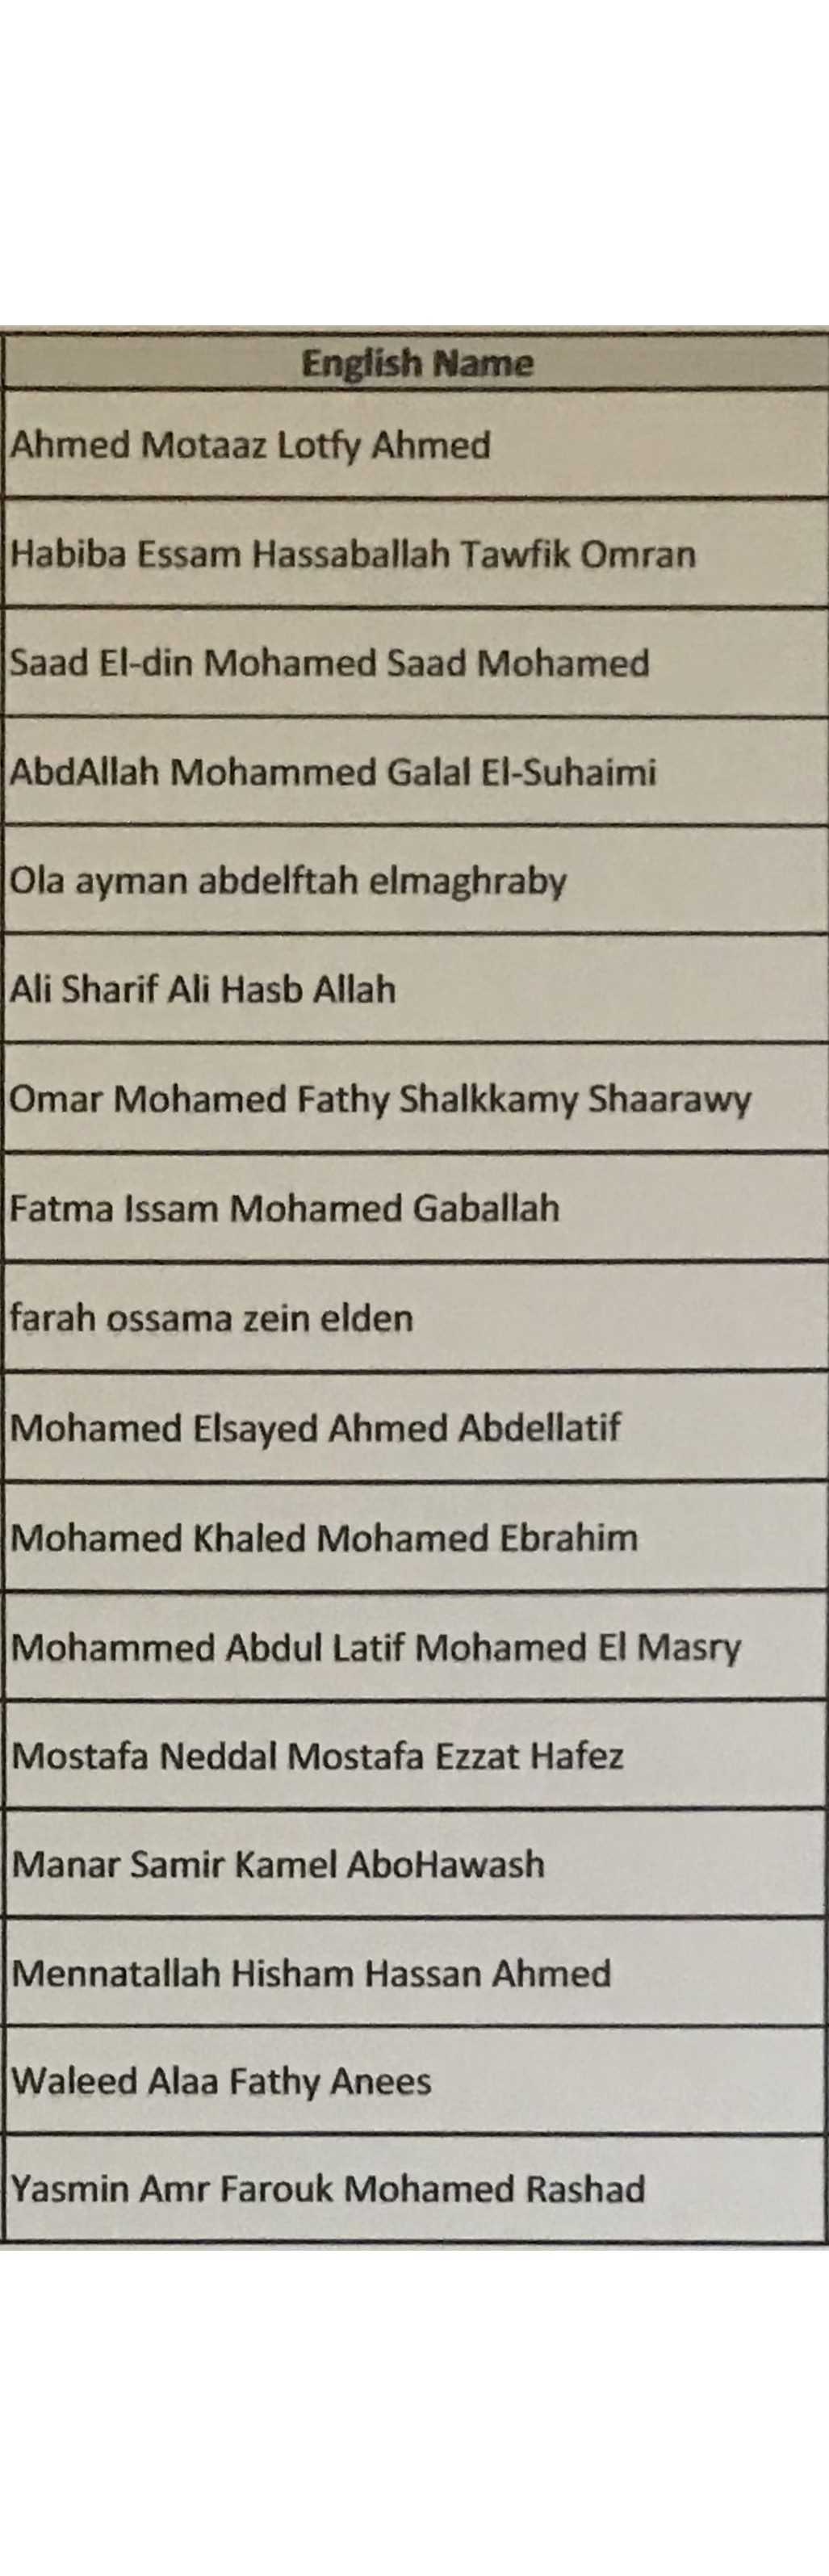 English Name
Ahmed Motaaz Lotfy Ahmed
Habiba Essam Hassaballah Tawfik Omran
Saad El-din Mohamed Saad Mohamed
AbdAllah Mohammed Galal El-Suhaimi
Ola ayman abdelftah elmaghraby
Ali Sharif Ali Hasb Allah
Omar Mohamed Fathy Shalkkamy Shaarawy
Fatma Issam Mohamed Gaballah
farah ossama zein elden
Mohamed Elsayed Ahmed Abdellatif
Mohamed Khaled Mohamed Ebrahim
Mohammed Abdul Latif Mohamed El Masry
Mostafa Neddal Mostafa Ezzat Hafez
Manar Samir Kamel AboHawash
Mennatallah Hisham Hassan Ahmed
Waleed Alaa Fathy Anees
Yasmin Amr Farouk Mohamed Rashad